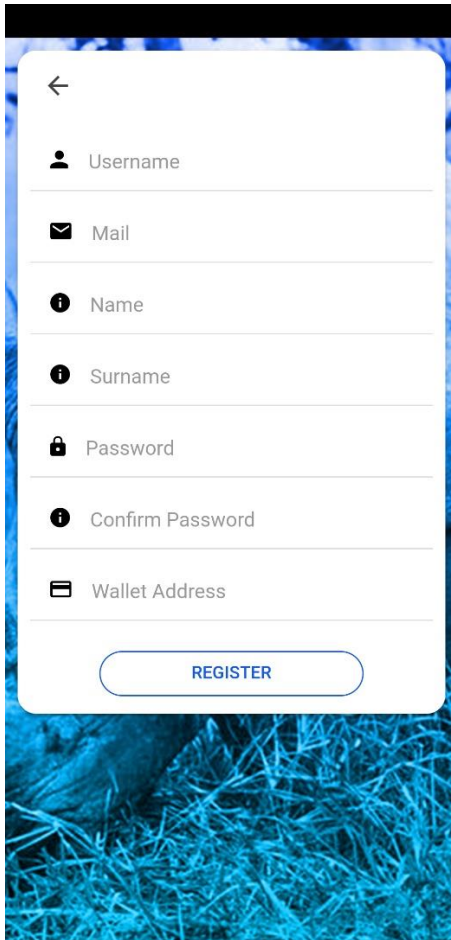 Username
Mail
Name
Surname
Password
Confirm Password
Wallet Address
REGISTER